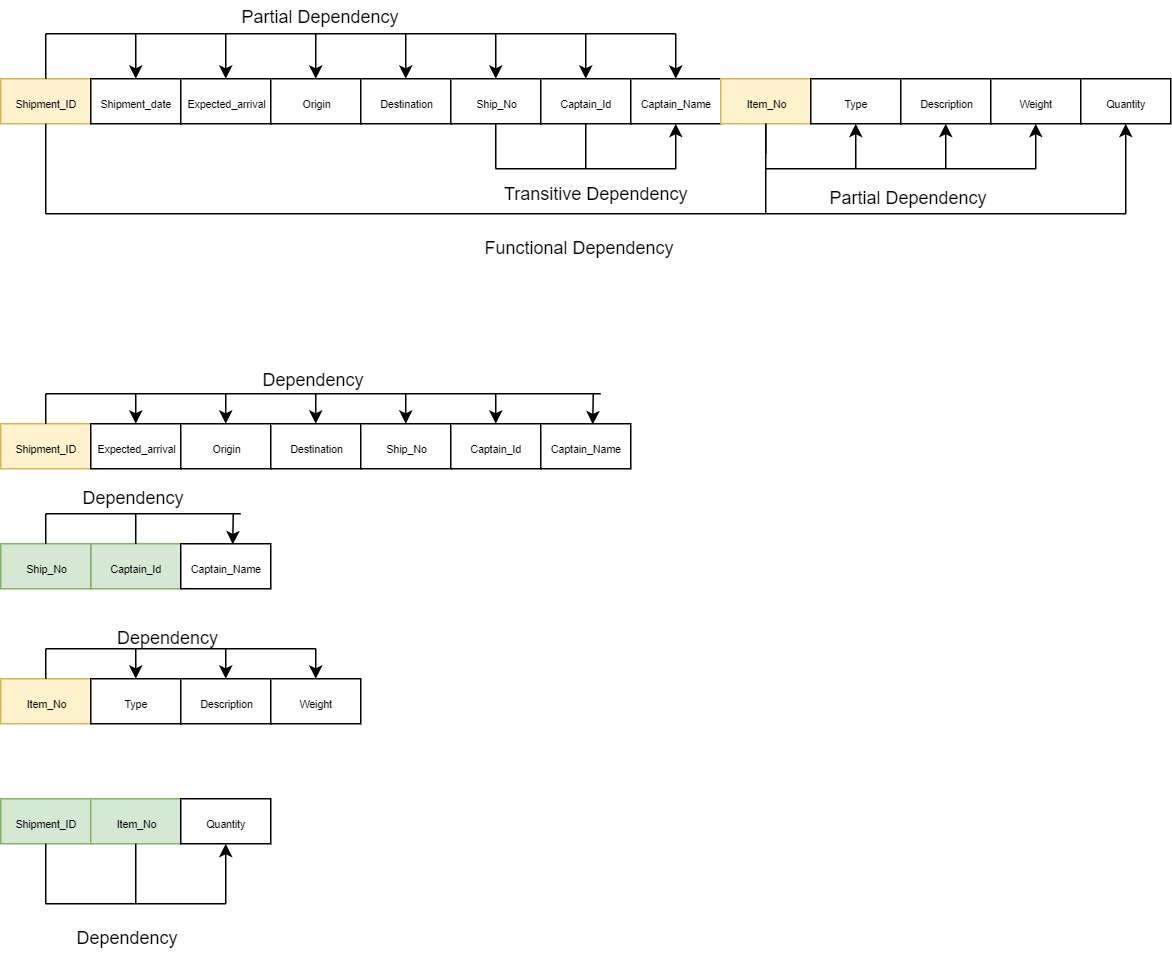 Partial Dependency
Shipment_ID Shipment_date Expected_arrival Origin Destination Ship_No Captain_Id Captain_Name Item_No Type Description Weight Quantity
Transitive Dependency Partial Dependency
Functional Dependency
Dependency
Shipment_ID Expected_arrival Origin Destination Ship_No Captain_Id Captain_Name
Dependency
Ship_No Captain_Id Captain_Name
Dependency
Item_No Type Description Weight
Shipment_ID Item_No Quantity
Dependency